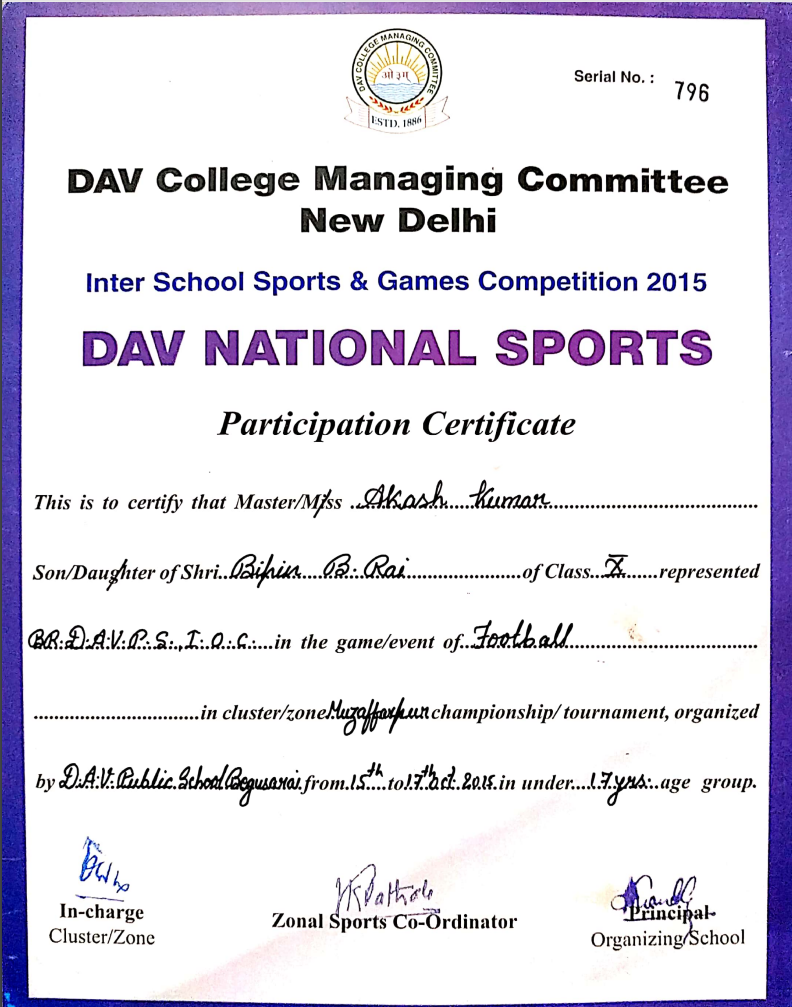 DAV COLLEGE MANAGING COMMITTEE
ओ३म्
ESTD. 1886
Serial No. : 796
DAV College Managing Committee
New Delhi
Inter School Sports & Games Competition 2015
DAV NATIONAL SPORTS
Participation Certificate
This is to certify that Master/Miss Akash Kumar
Son/Daughter of Shri Bipin B. Rai of Class X represented
BR.D.A.V.P.S., I.O.C. in the game/event of Football
in cluster/zone Muzaffarpur championship/ tournament, organized
by D.A.V. Public School Begusarai from 15th to 17th Oct. 2015 in under 17 yrs. age group.
In-charge
Cluster/Zone
Zonal Sports Co-Ordinator
Principal
Organizing/School